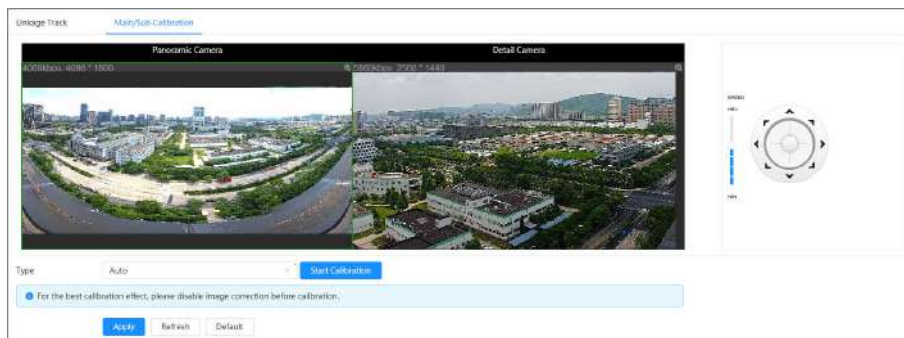 Linkage Track
Main/Sub Calibration
Panoramic Camera
Detail Camera
Type
Auto
Start Calibration
For the best calibration effect, please disable image correction before calibration.
Apply
Refresh
Default